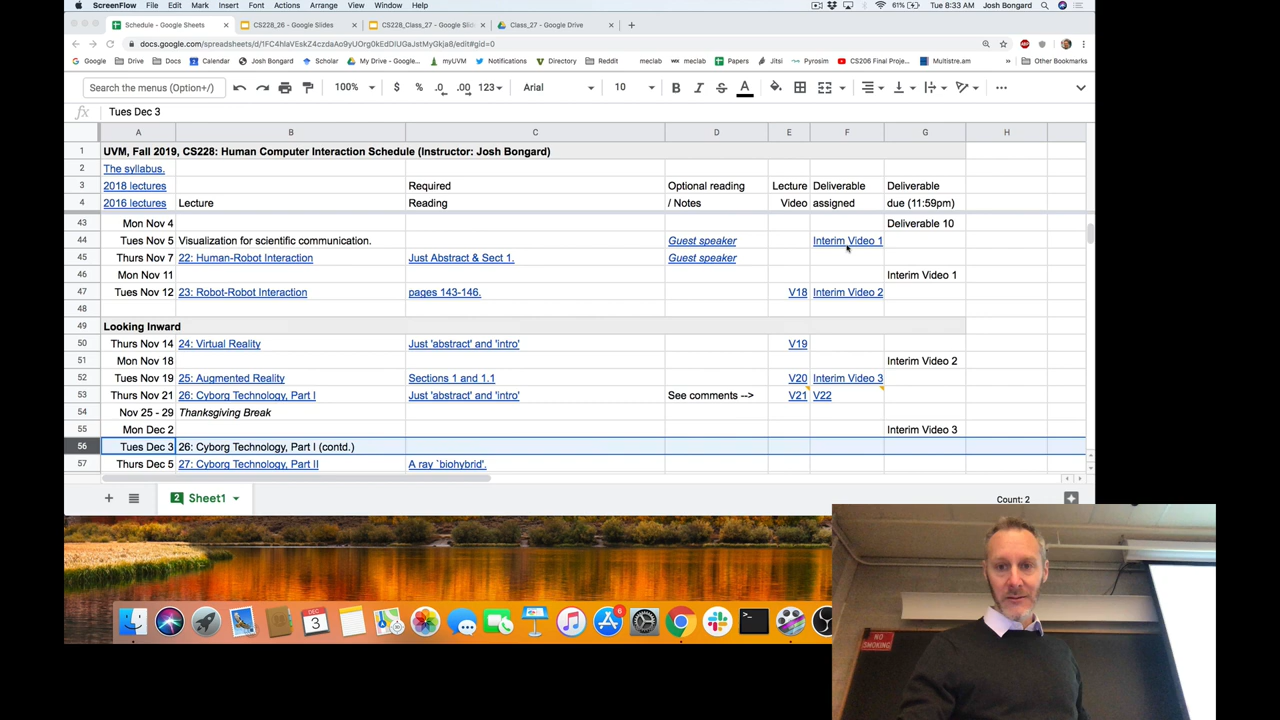 ScreenFlow File Edit Mark Insert Font Actions Arrange View Window Help 61% Tue 8:33 AM Josh Bongard
Schedule - Google Sheets CS228_26 - Google Slides CS228_Class_27 - Google Slid Class_27 - Google Drive
Google Drive Docs Calendar Josh Bongard Scholar My Drive - Google... myUVM Notifications Directory Reddit meclab meclab Papers Jitsi Pyrosim CS206 Final Proje... Multistre.am » Other Bookmarks
Search the menus (Option+/) 100% $ % .0 .00 123 Arial 10 B I S A
fx Tues Dec 3
A B C D E F G H
1 UVM, Fall 2019, CS228: Human Computer Interaction Schedule (Instructor: Josh Bongard)
2 The syllabus.
3 2018 lectures Required Optional reading Lecture Deliverable Deliverable
4 2016 lectures Lecture Reading / Notes Video assigned due (11:59pm)
43 Mon Nov 4 Deliverable 10
44 Tues Nov 5 Visualization for scientific communication. Guest speaker Interim Video 1
45 Thurs Nov 7 22: Human-Robot Interaction Just Abstract & Sect 1. Guest speaker
46 Mon Nov 11 Interim Video 1
47 Tues Nov 12 23: Robot-Robot Interaction pages 143-146. V18 Interim Video 2
48
49 Looking Inward
50 Thurs Nov 14 24: Virtual Reality Just 'abstract' and 'intro' V19
51 Mon Nov 18 Interim Video 2
52 Tues Nov 19 25: Augmented Reality Sections 1 and 1.1 V20 Interim Video 3
53 Thurs Nov 21 26: Cyborg Technology, Part I Just 'abstract' and 'intro' See comments --> V21 V22
54 Nov 25 - 29 Thanksgiving Break
55 Mon Dec 2 Interim Video 3
56 Tues Dec 3 26: Cyborg Technology, Part I (contd.)
57 Thurs Dec 5 27: Cyborg Technology, Part II A ray `biohybrid'.
2 Sheet1 Count: 2
DEC
3
6
NO
SMOKING